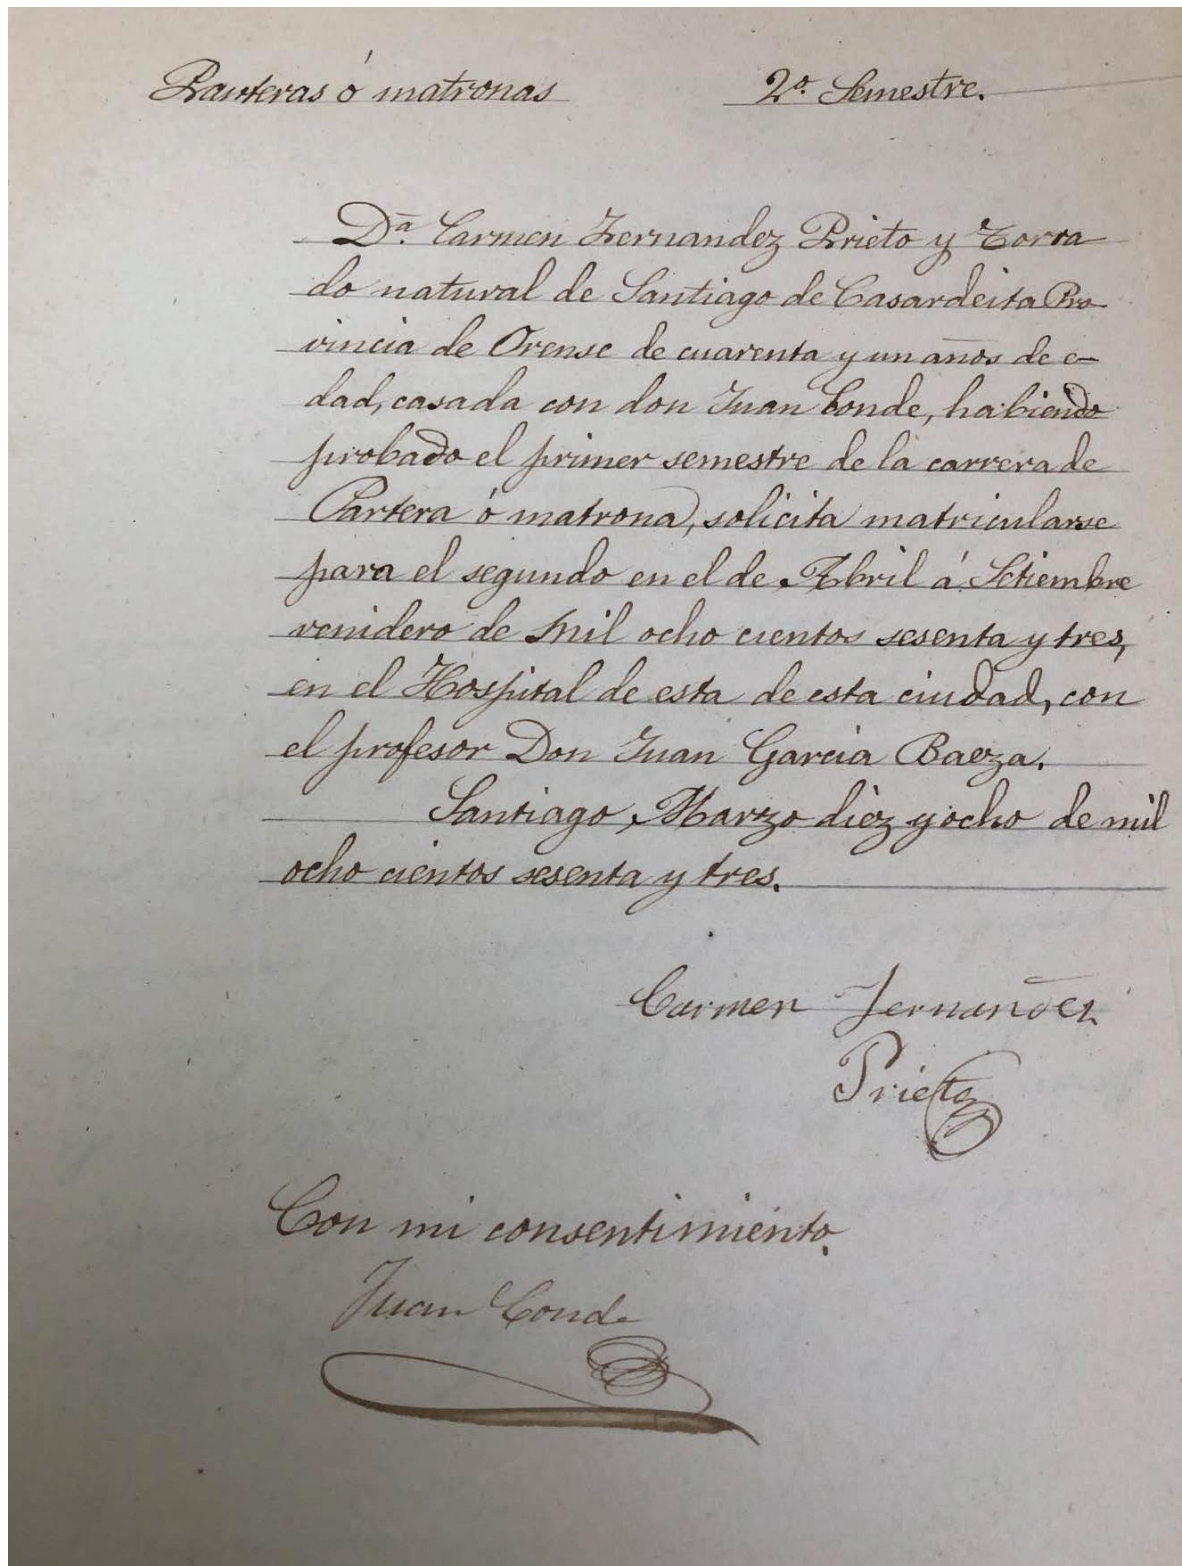 Parteras ó matronas 2º. Semestre.
Dª. Carmen Fernandez Prieto y Torra
do natural de Santiago de Casardeita Pro-
vincia de Orense de cuarenta y un años de e-
dad, casada con don Juan Conde, habiendo
probado el primer semestre de la carrera de
Partera ó matrona, solicita matricularse
para el segundo en el de Abril á Setiembre
venidero de mil ocho cientos sesenta y tres,
en el Hospital de esta de esta ciudad, con
el profesor Don Juan Garcia Baeza.
Santiago Marzo diez y ocho de mil
ocho cientos sesenta y tres.
Carmen Fernandez
Prieto
Con mi consentimiento.
Juan Conde